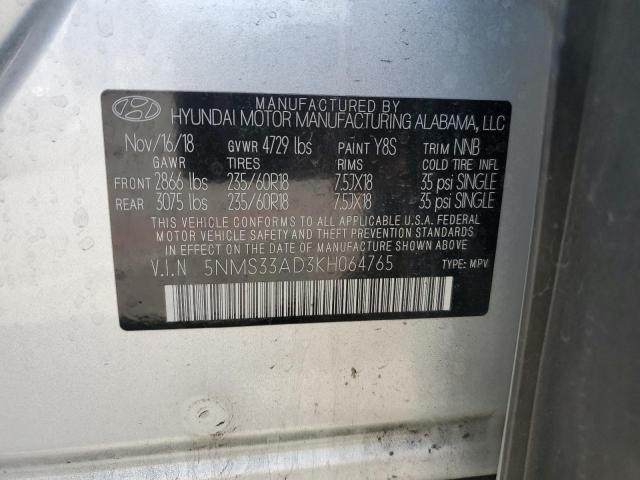 MANUFACTURED BY
HYUNDAI MOTOR MANUFACTURING ALABAMA, LLC
Nov/16/18 GVWR 4729 lbs PAINT Y8S TRIM NNB
GAWR TIRES RIMS COLD TIRE INFL
FRONT 2866 lbs 235/60R18 7.5JX18 35 psi SINGLE
REAR 3075 lbs 235/60R18 7.5JX18 35 psi SINGLE
THIS VEHICLE CONFORMS TO ALL APPLICABLE U.S.A. FEDERAL
MOTOR VEHICLE SAFETY AND THEFT PREVENTION STANDARDS
IN EFFECT ON THE DATE OF MANUFACTURE SHOWN ABOVE
V.I.N 5NMS33AD3KH064765 TYPE: M.P.V